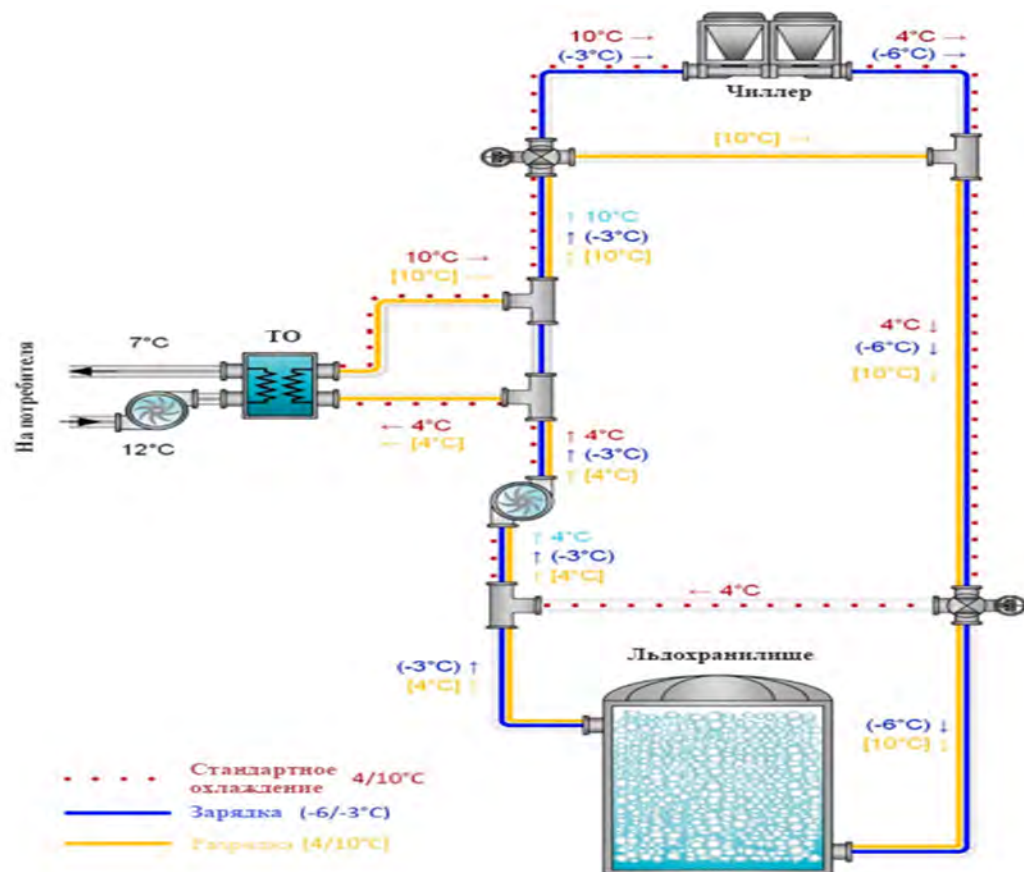 10°C → 4°C →
(-3°C) → (-6°C) →
Чиллер
[10°C] →
↑ 10°C
↑ (-3°C)
↑ [10°C]
10°C →
[10°C] →
ТО
7°C
12°C
На потребителя
← 4°C
← [4°C]
4°C ↓
(-6°C) ↓
[10°C] ↓
↑ 4°C
↑ (-3°C)
↑ [4°C]
↑ 4°C
↑ (-3°C)
↑ [4°C]
← 4°C
Льдохранилише
(-3°C) ↑
[4°C] ↑
(-6°C) ↓
[10°C] ↓
Стандартное 4/10°C
охлаждение
Зарядка (-6/-3°C)
Разрядка [4/10°C]